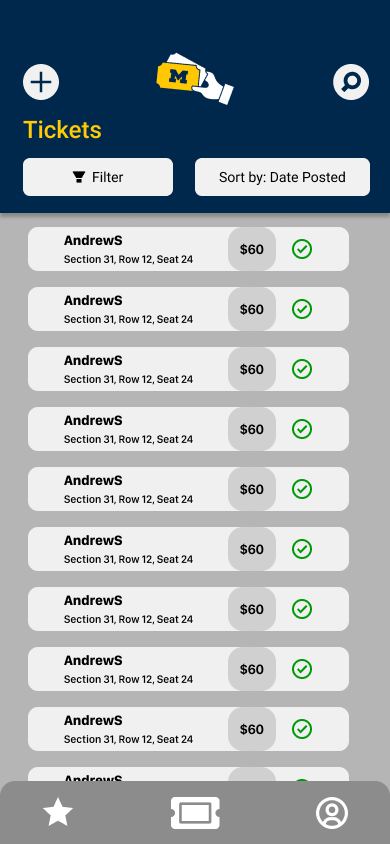 M
Tickets
Filter
Sort by: Date Posted
AndrewS
$60
Section 31, Row 12, Seat 24
AndrewS
$60
Section 31, Row 12, Seat 24
AndrewS
$60
Section 31, Row 12, Seat 24
AndrewS
$60
Section 31, Row 12, Seat 24
AndrewS
$60
Section 31, Row 12, Seat 24
AndrewS
$60
Section 31, Row 12, Seat 24
AndrewS
$60
Section 31, Row 12, Seat 24
AndrewS
$60
Section 31, Row 12, Seat 24
AndrewS
$60
Section 31, Row 12, Seat 24
AndrewS